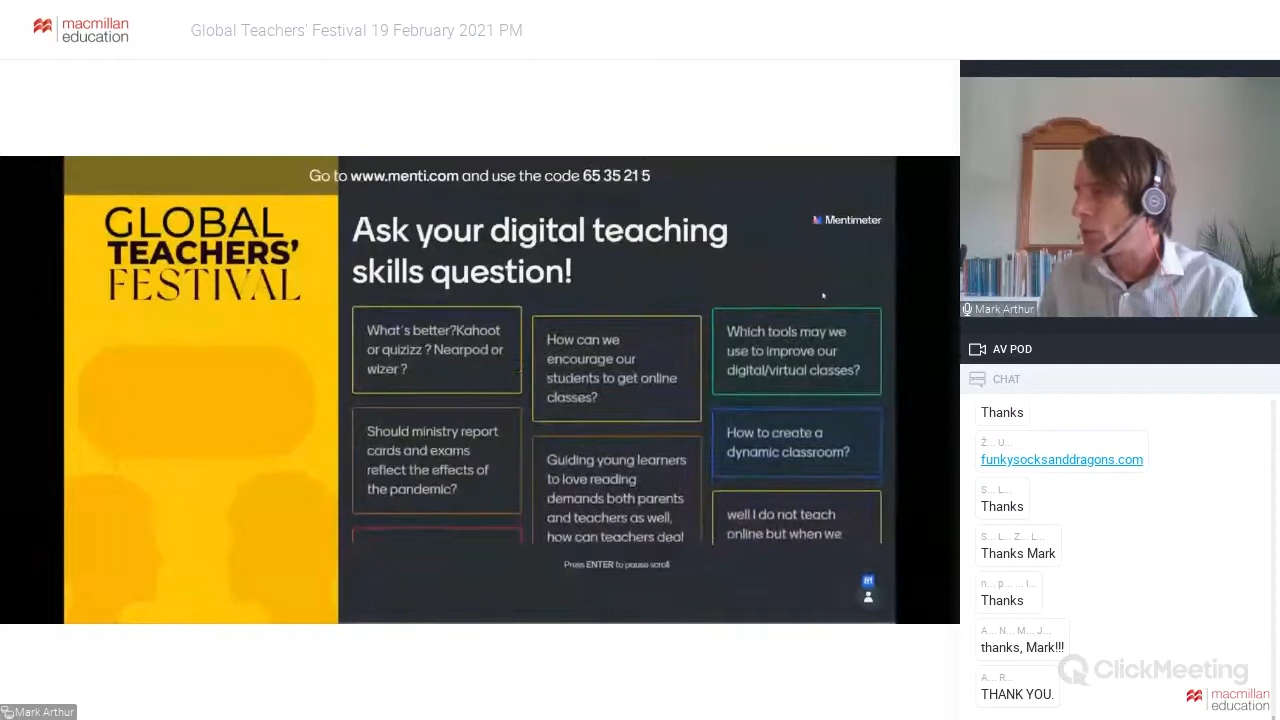 macmillan
education
Global Teachers' Festival 19 February 2021 PM
Go to www.menti.com and use the code 65 35 21 5
GLOBAL
TEACHERS'
FESTIVAL
Ask your digital teaching
skills question!
Mentimeter
What's better?Kahoot
or quizizz ? Nearpod or
wizer ?
Should ministry report
cards and exams
reflect the effects of
the pandemic?
How can we
encourage our
students to get online
classes?
Guiding young learners
to love reading
demands both parents
and teachers as well,
how can teachers deal
Which tools may we
use to improve our
digital/virtual classes?
How to create a
dynamic classroom?
well I do not teach
online but when we
Press ENTER to pause scroll
81
Mark Arthur
Mark Arthur
AV POD
CHAT
Thanks
Ž... U...
funkysocksanddragons.com
S... L...
Thanks
S... L... Z... L...
Thanks Mark
n... p... ... I...
Thanks
A... N... M... J...
thanks, Mark!!!
A... R...
THANK YOU.
ClickMeeting
macmillan
education